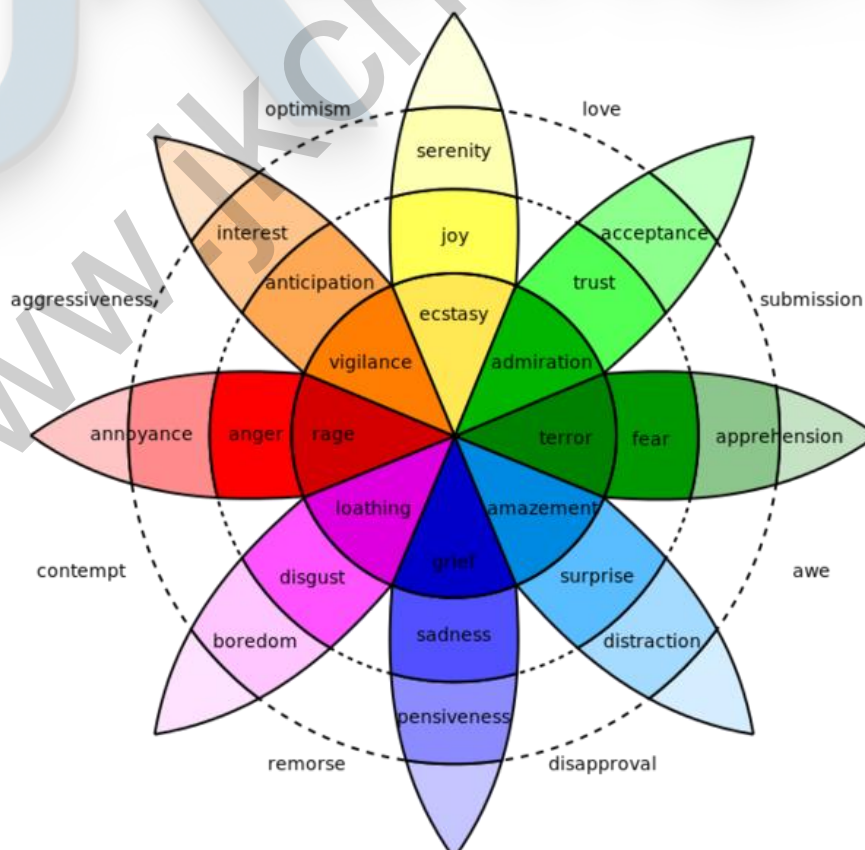 optimism
love
serenity
interest
acceptance
joy
anticipation
trust
aggressiveness
submission
ecstasy
vigilance
admiration
annoyance
anger
rage
terror
fear
apprehension
loathing
amazement
grief
contempt
disgust
surprise
awe
sadness
boredom
distraction
pensiveness
remorse
disapproval